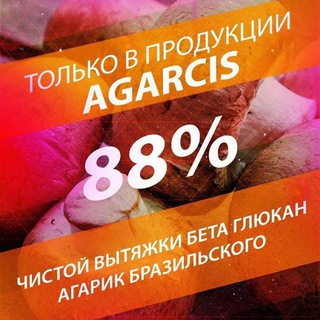 ТОЛЬКО В ПРОДУКЦИИ
AGARCIS
88%
ЧИСТОЙ ВЫТЯЖКИ БЕТА ГЛЮКАН
АГАРИК БРАЗИЛЬСКОГО